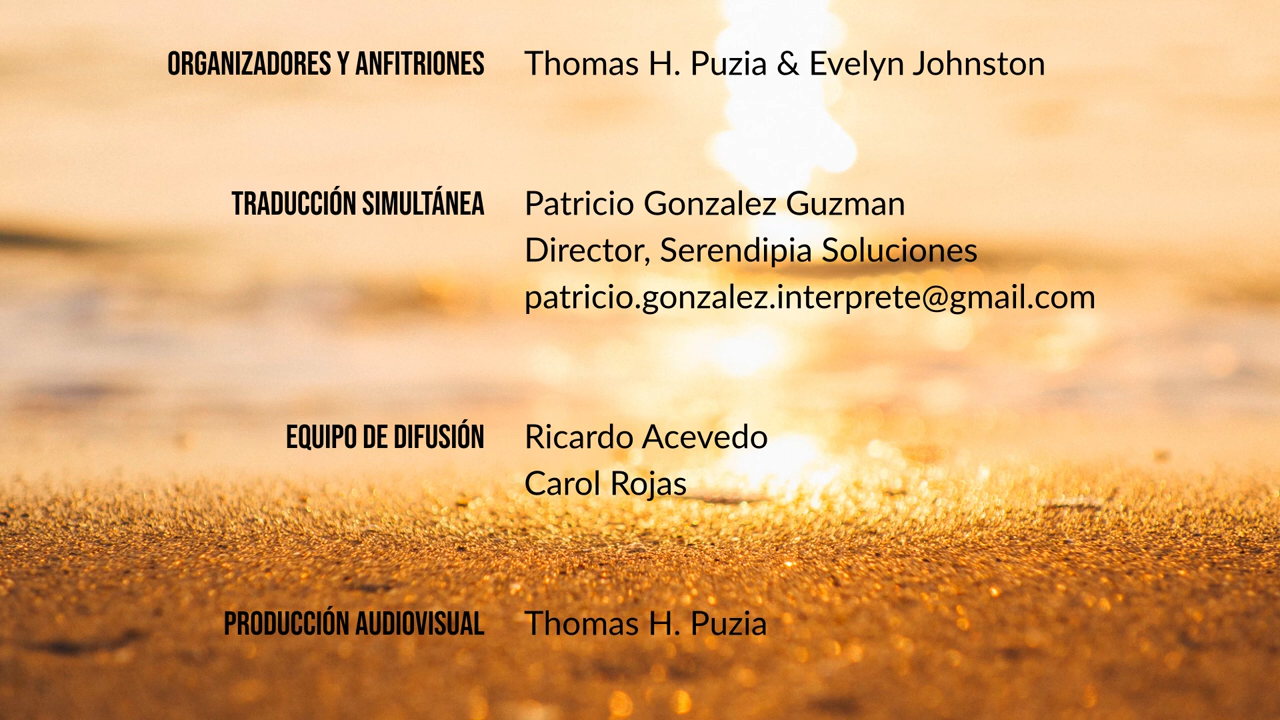 ORGANIZADORES Y ANFITRIONES Thomas H. Puzia & Evelyn Johnston
TRADUCCIÓN SIMULTÁNEA Patricio Gonzalez Guzman
Director, Serendipia Soluciones
patricio.gonzalez.interprete@gmail.com
EQUIPO DE DIFUSIÓN Ricardo Acevedo
Carol Rojas
PRODUCCIÓN AUDIOVISUAL Thomas H. Puzia